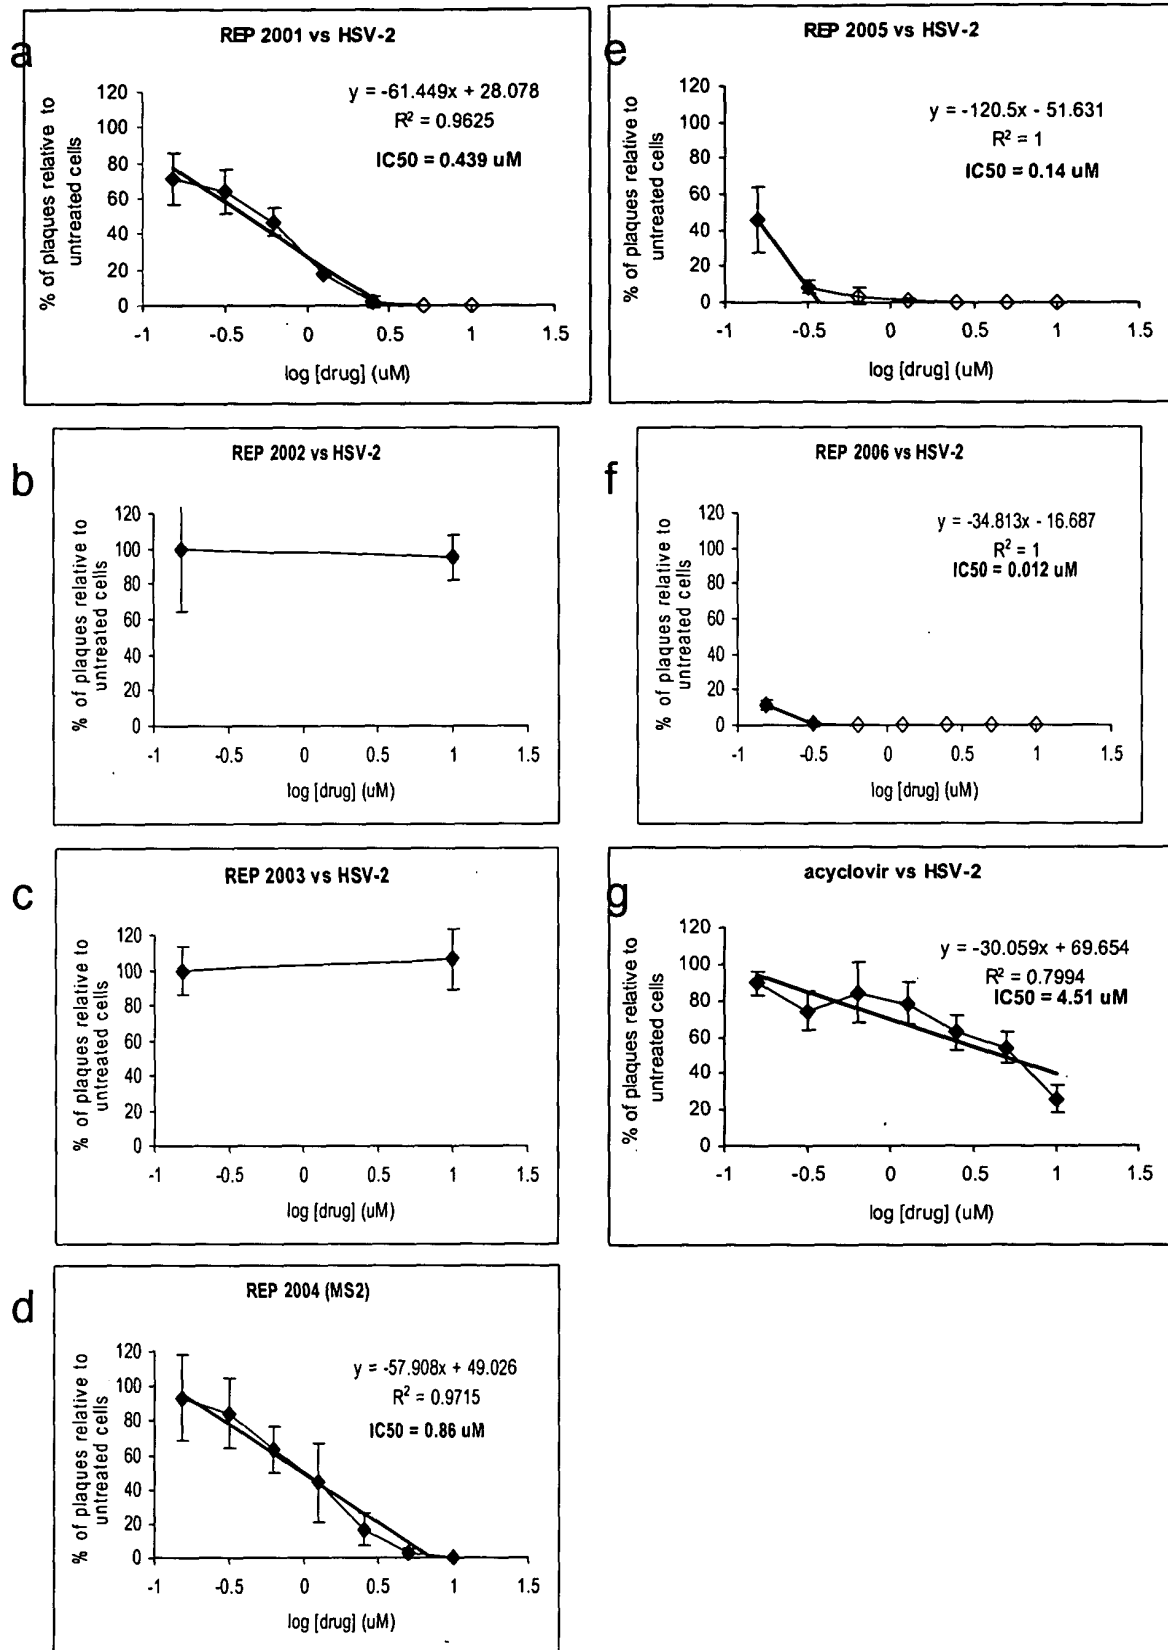 a
REP 2001 vs HSV-2
y = -61.449x + 28.078
R² = 0.9625
IC50 = 0.439 uM
% of plaques relative to
untreated cells
120
100
80
60
40
20
0
-1 -0.5 0 0.5 1 1.5
log [drug] (uM)
b
REP 2002 vs HSV-2
% of plaques relative to
untreated cells
120
100
80
60
40
20
0
-1 -0.5 0 0.5 1 1.5
log [drug] (uM)
c
REP 2003 vs HSV-2
% of plaques relative to
untreated cells
120
100
80
60
40
20
0
-1 -0.5 0 0.5 1 1.5
log [drug] (uM)
d
REP 2004 (MS2)
y = -57.908x + 49.026
R² = 0.9715
IC50 = 0.86 uM
% of plaques relative to
untreated cells
120
100
80
60
40
20
0
-1 -0.5 0 0.5 1 1.5
log [drug] (uM)
e
REP 2005 vs HSV-2
y = -120.5x - 51.631
R² = 1
IC50 = 0.14 uM
% of plaques relative to
untreated cells
120
100
80
60
40
20
0
-1 -0.5 0 0.5 1 1.5
log [drug] (uM)
f
REP 2006 vs HSV-2
y = -34.813x - 16.687
R² = 1
IC50 = 0.012 uM
% of plaques relative to
untreated cells
120
100
80
60
40
20
0
-1 -0.5 0 0.5 1 1.5
log [drug] (uM)
g
acyclovir vs HSV-2
y = -30.059x + 69.654
R² = 0.7994
IC50 = 4.51 uM
% of plaques relative to
untreated cells
120
100
80
60
40
20
0
-1 -0.5 0 0.5 1 1.5
log [drug] (uM)